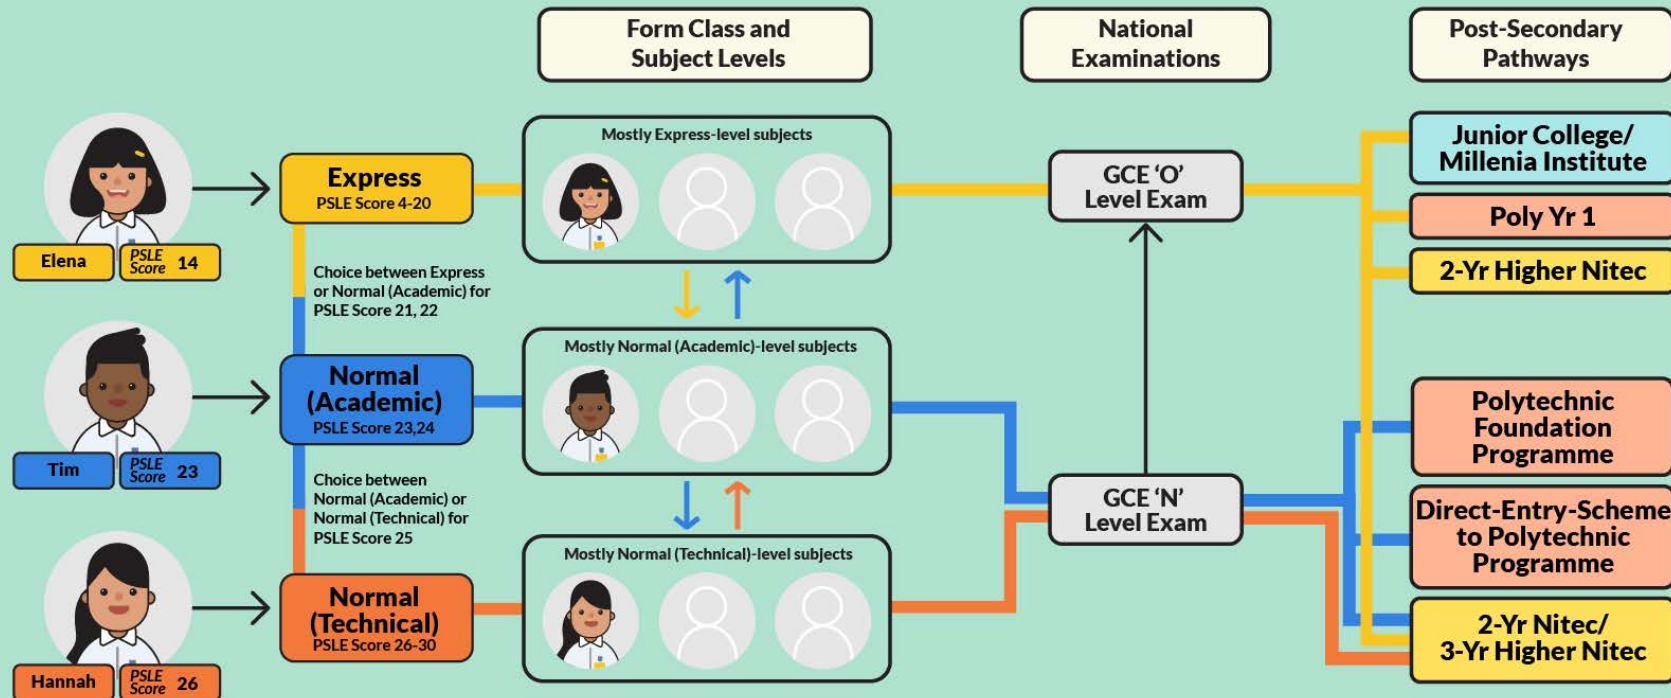 Form Class and
Subject Levels
National
Examinations
Post-Secondary
Pathways
Elena
PSLE
Score 14
Express
PSLE Score 4-20
Mostly Express-level subjects
GCE ‘O’
Level Exam
Junior College/
Millenia Institute
Poly Yr 1
2-Yr Higher Nitec
Choice between Express
or Normal (Academic) for
PSLE Score 21, 22
Tim
PSLE
Score 23
Normal
(Academic)
PSLE Score 23,24
Mostly Normal (Academic)-level subjects
Polytechnic
Foundation
Programme
Choice between
Normal (Academic) or
Normal (Technical) for
PSLE Score 25
GCE ‘N’
Level Exam
Direct-Entry-Scheme
to Polytechnic
Programme
Hannah
PSLE
Score 26
Normal
(Technical)
PSLE Score 26-30
Mostly Normal (Technical)-level subjects
2-Yr Nitec/
3-Yr Higher Nitec